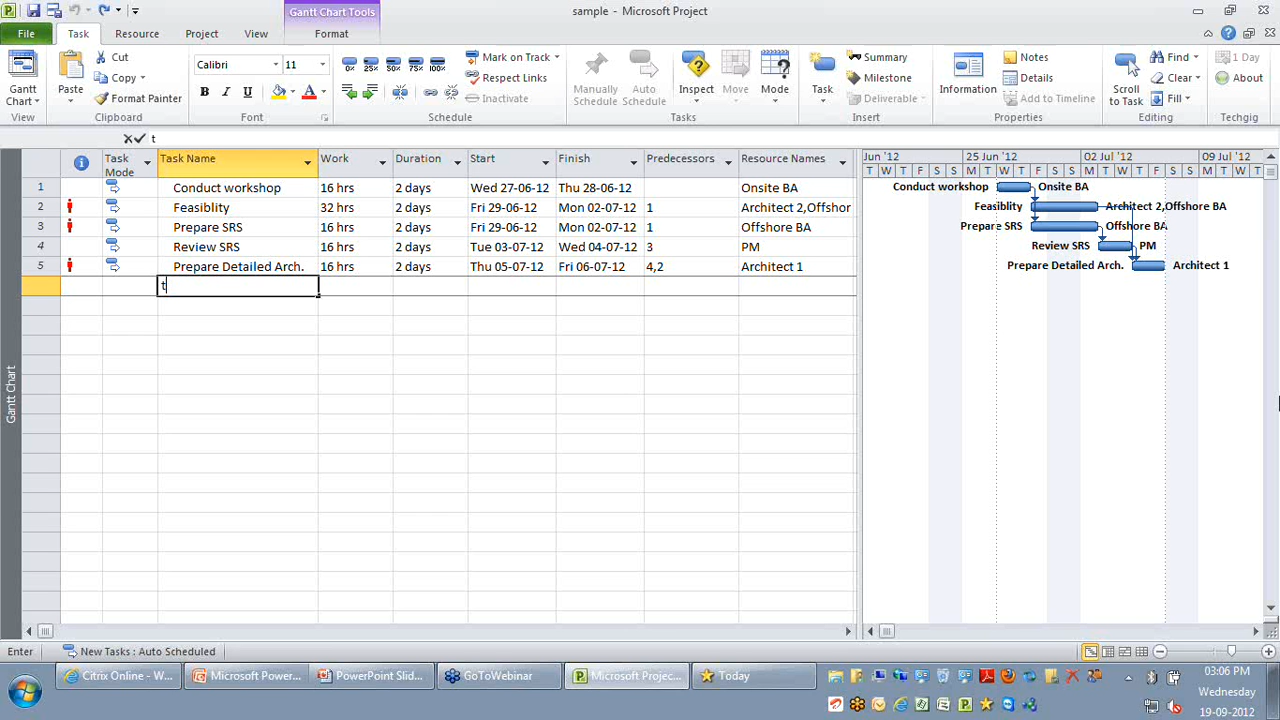 Gantt Chart Tools
sample - Microsoft Project
File Task Resource Project View Format
Gantt Chart
View
Paste
Cut
Copy
Format Painter
Clipboard
Calibri 11
B I U A
Font
0% 25% 50% 75% 100%
Mark on Track
Respect Links
Inactivate
Schedule
Manually Schedule
Auto Schedule
Inspect
Move
Mode
Tasks
Task
Summary
Milestone
Deliverable
Insert
Information
Notes
Details
Add to Timeline
Properties
Scroll to Task
Find
Clear
Fill
Editing
1 Day
About
Techgig
t
Task Mode Task Name Work Duration Start Finish Predecessors Resource Names
1 Conduct workshop 16 hrs 2 days Wed 27-06-12 Thu 28-06-12 Onsite BA
2 Feasiblity 32 hrs 2 days Fri 29-06-12 Mon 02-07-12 1 Architect 2,Offshor
3 Prepare SRS 16 hrs 2 days Fri 29-06-12 Mon 02-07-12 1 Offshore BA
4 Review SRS 16 hrs 2 days Tue 03-07-12 Wed 04-07-12 3 PM
5 Prepare Detailed Arch. 16 hrs 2 days Thu 05-07-12 Fri 06-07-12 4,2 Architect 1
t
Jun '12 25 Jun '12 02 Jul '12 09 Jul '12
T W T F S S M T W T F S S M T W T F S S M T W T
Conduct workshop Onsite BA
Feasiblity Architect 2,Offshore BA
Prepare SRS Offshore BA
Review SRS PM
Prepare Detailed Arch. Architect 1
Gantt Chart
Enter New Tasks : Auto Scheduled
Citrix Online - W... Microsoft Pow... PowerPoint Slid... GoToWebinar Microsoft Projec... Today
03:06 PM
Wednesday
19-09-2012